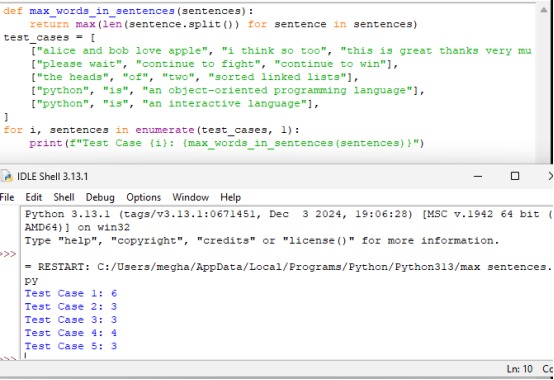 def max_words_in_sentences(sentences):
    return max(len(sentence.split()) for sentence in sentences)
test_cases = [
    ["alice and bob love apple", "i think so too", "this is great thanks very mu
    ["please wait", "continue to fight", "continue to win"],
    ["the heads", "of", "two", "sorted linked lists"],
    ["python", "is", "an object-oriented programming language"],
    ["python", "is", "an interactive language"],
]
for i, sentences in enumerate(test_cases, 1):
    print(f"Test Case {i}: {max_words_in_sentences(sentences)}")
IDLE Shell 3.13.1
File Edit Shell Debug Options Window Help
Python 3.13.1 (tags/v3.13.1:0671451, Dec  3 2024, 19:06:28) [MSC v.1942 64 bit (
AMD64)] on win32
Type "help", "copyright", "credits" or "license()" for more information.
>>>
= RESTART: C:/Users/megha/AppData/Local/Programs/Python/Python313/max sentences.
py
Test Case 1: 6
Test Case 2: 3
Test Case 3: 3
Test Case 4: 4
Test Case 5: 3
>>>
Ln: 10 Co